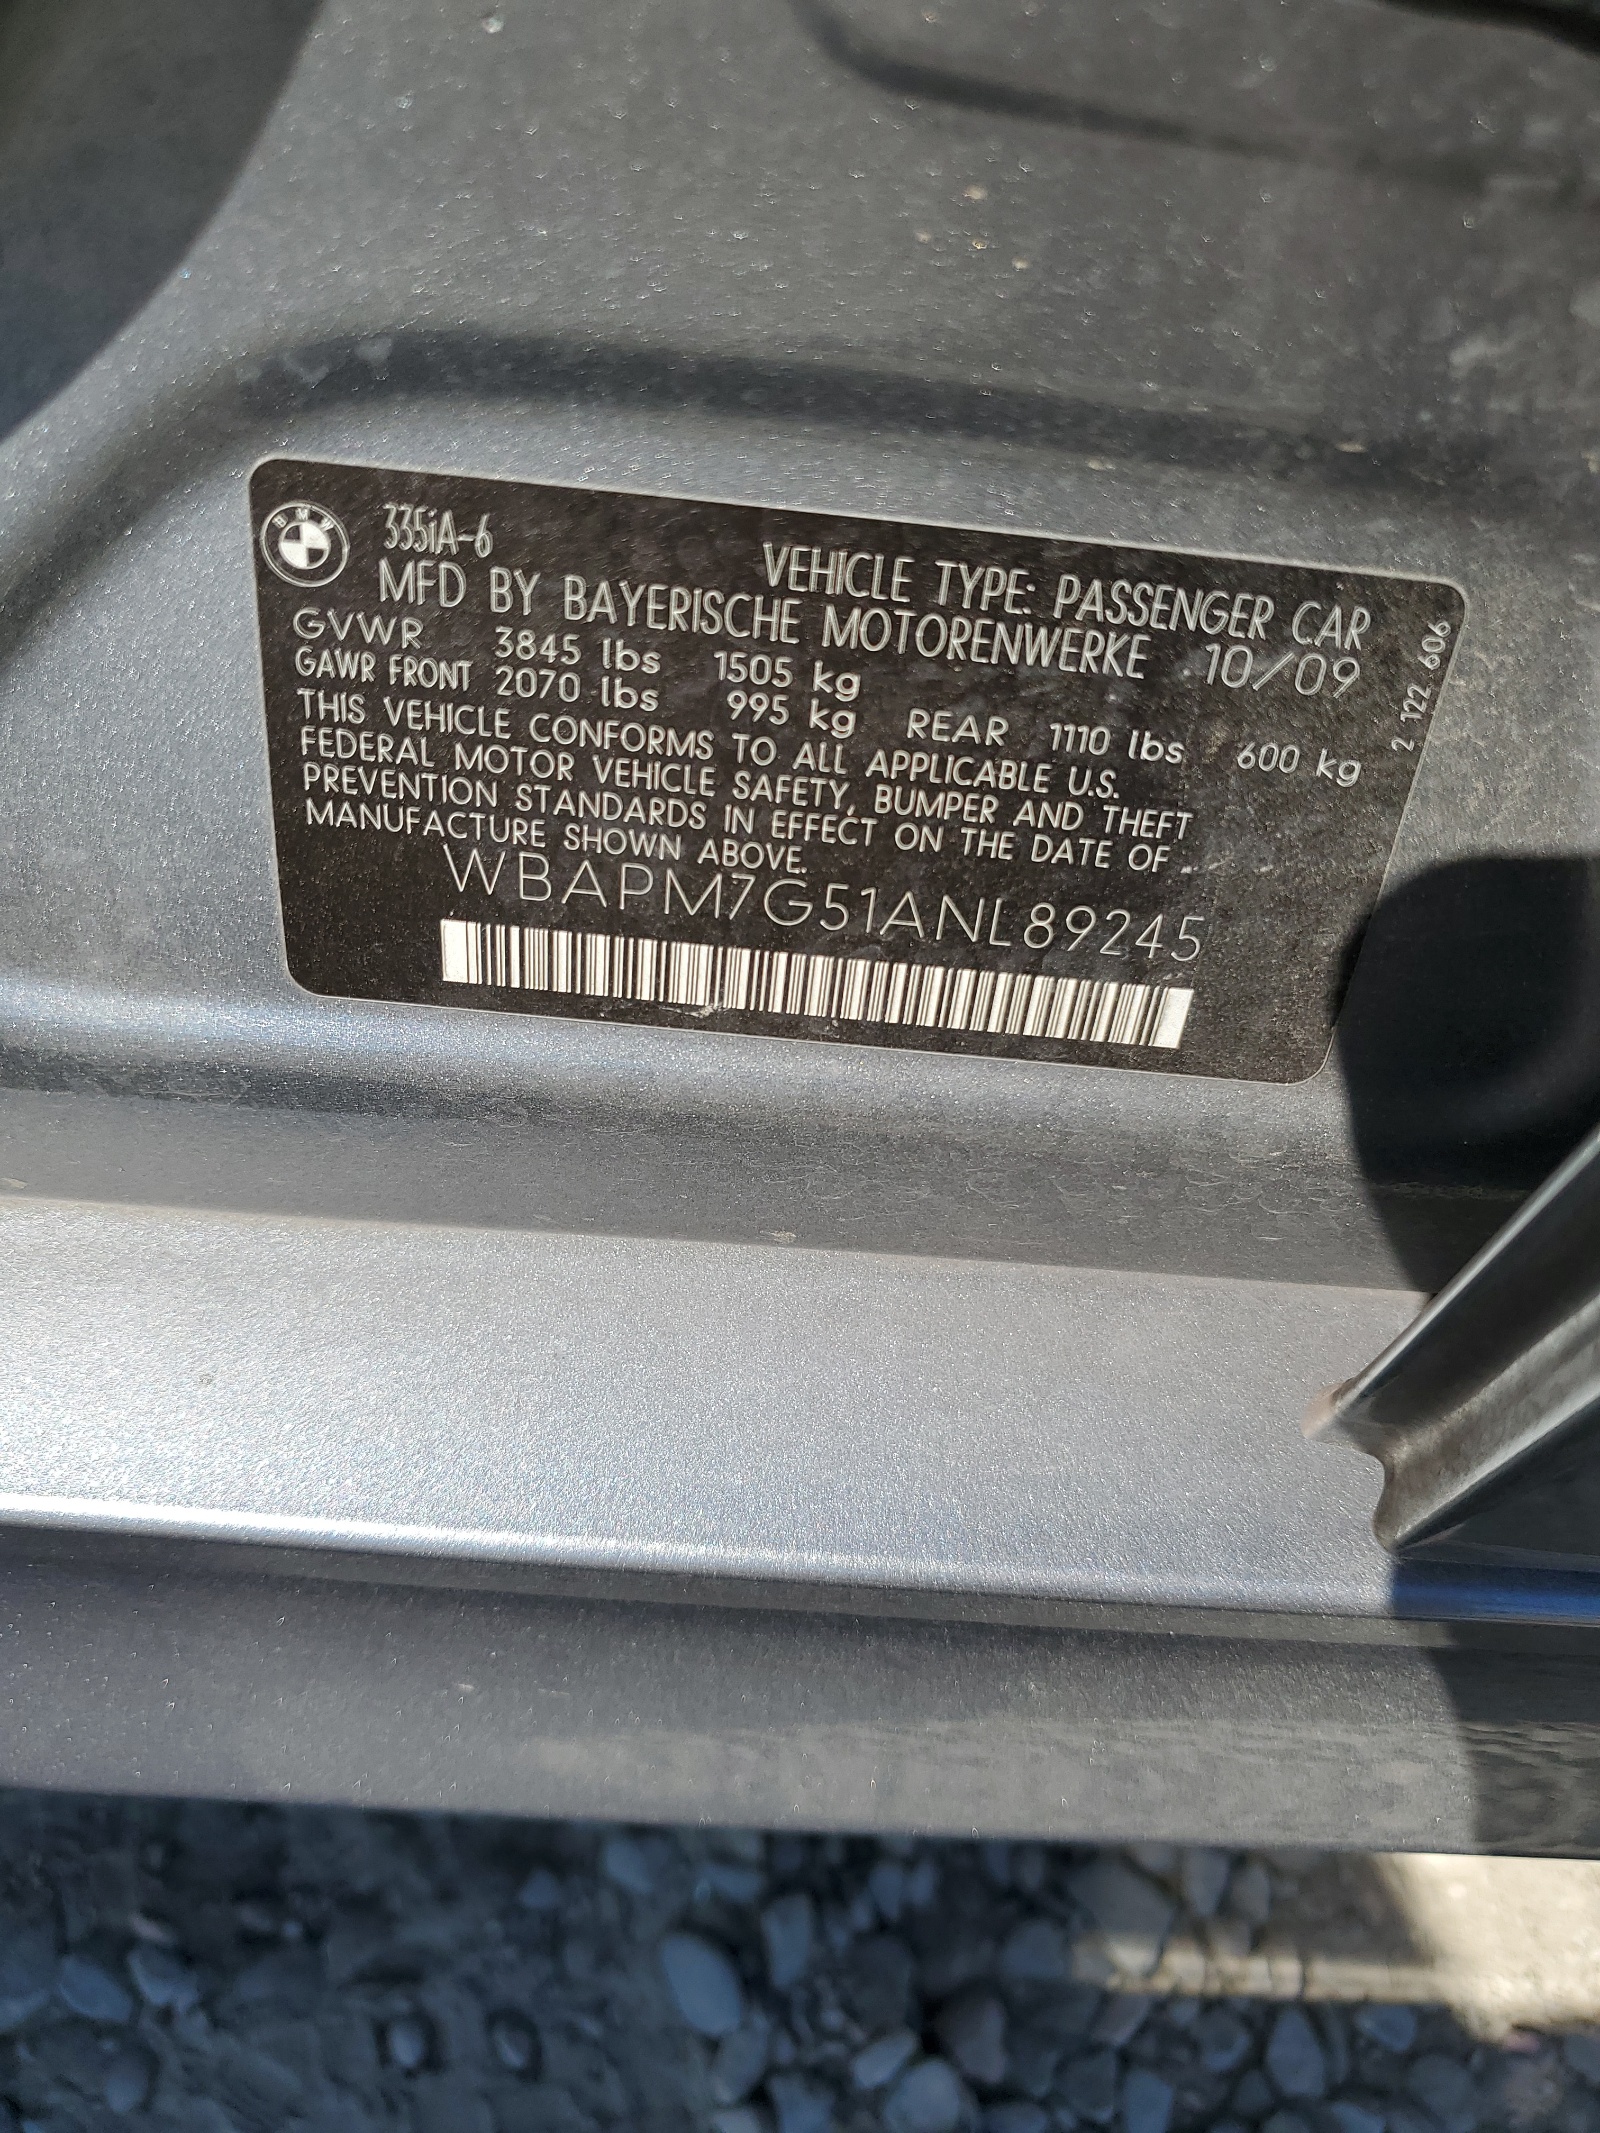 BMW
335iA-6
VEHICLE TYPE: PASSENGER CAR
MFD BY BAYERISCHE MOTORENWERKE 10/09
GVWR 3845 lbs 1505 kg
GAWR FRONT 2070 lbs 995 kg REAR 1110 lbs 600 kg
THIS VEHICLE CONFORMS TO ALL APPLICABLE U.S.
FEDERAL MOTOR VEHICLE SAFETY, BUMPER AND THEFT
PREVENTION STANDARDS IN EFFECT ON THE DATE OF
MANUFACTURE SHOWN ABOVE.
WBAPM7G51ANL89245
2 122 606